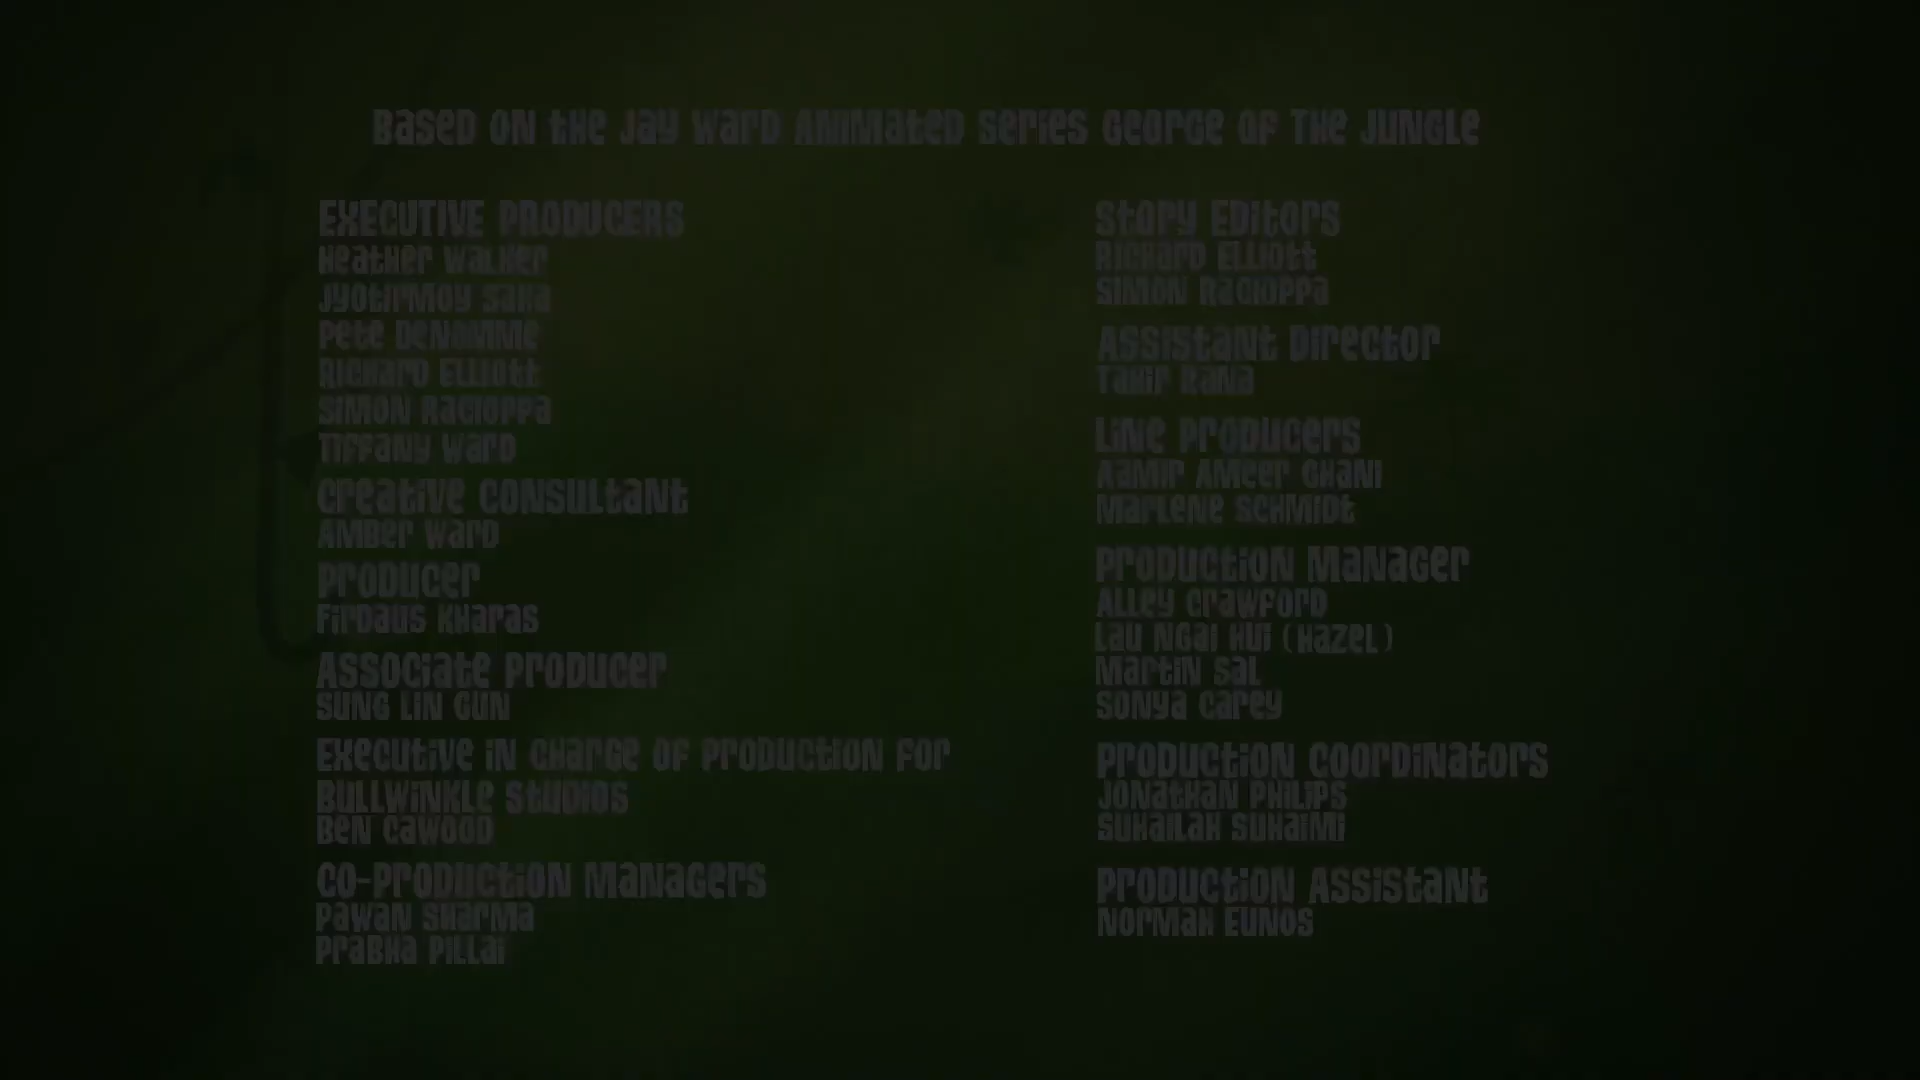 Based on the Jay Ward Animated Series George of the Jungle
Executive Producers
Heather Walker
Jyotirmoy Saha
Pete DeNamme
Richard Elliott
Simon Racioppa
Tiffany Ward
Creative Consultant
Amber Ward
Producer
Firdaus Kharas
Associate Producer
Sung Lin Gun
Executive in Charge of Production for
Bullwinkle Studios
Ben Cawood
Co-Production Managers
Pawan Sharma
Prabha Pillai
Story Editors
Richard Elliott
Simon Racioppa
Assistant Director
Tahir Rana
Line Producers
Aamir Ameer Ghani
Marlene Schmidt
Production Manager
Alley Crawford
Lau Ngai Hui (Hazel)
Martin Sal
Sonya Carey
Production Coordinators
Jonathan Philips
Suhailah Suhaimi
Production Assistant
Normah Eunos